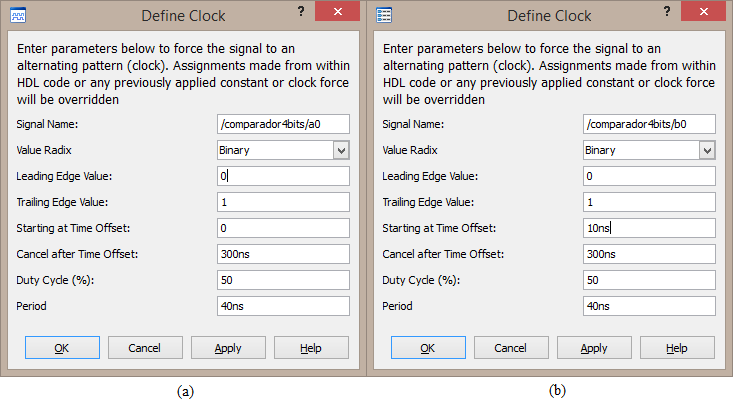 Define Clock
? ×
Enter parameters below to force the signal to an
alternating pattern (clock). Assignments made from within
HDL code or any previously applied constant or clock force
will be overridden
Signal Name: /comparador4bits/a0
Value Radix Binary
Leading Edge Value: 0
Trailing Edge Value: 1
Starting at Time Offset: 0
Cancel after Time Offset: 300ns
Duty Cycle (%): 50
Period 40ns
OK Cancel Apply Help
(a)
Define Clock
? ×
Enter parameters below to force the signal to an
alternating pattern (clock). Assignments made from within
HDL code or any previously applied constant or clock force
will be overridden
Signal Name: /comparador4bits/b0
Value Radix Binary
Leading Edge Value: 0
Trailing Edge Value: 1
Starting at Time Offset: 10ns
Cancel after Time Offset: 300ns
Duty Cycle (%): 50
Period 40ns
OK Cancel Apply Help
(b)